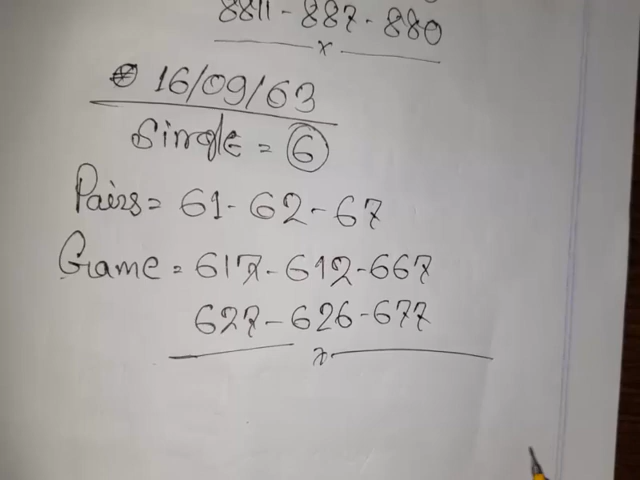 8811 - 887 - 880
x
16/09/63
Single = 6
Pairs = 61 - 62 - 67
Game = 617 - 612 - 667
627 - 626 - 677
x